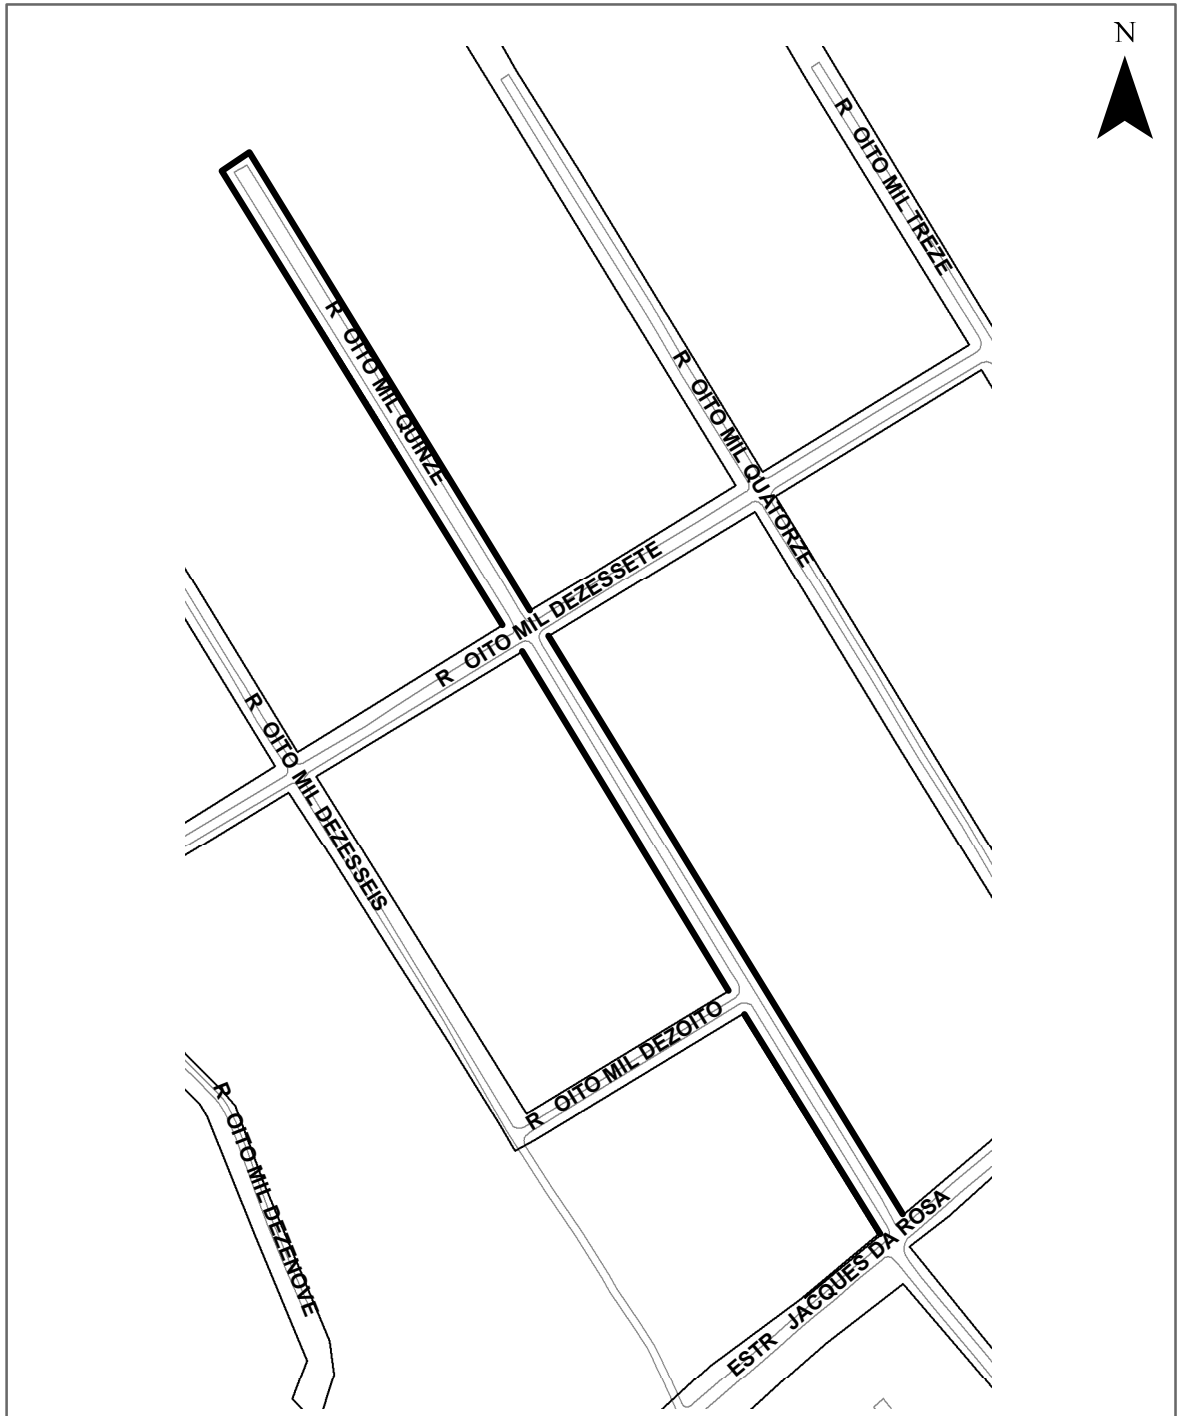 N
R OITO MIL TREZE
R OITO MIL QUINZE
R OITO MIL QUATORZE
R OITO MIL DEZESSETE
R OITO MIL DEZESSEIS
R OITO MIL DEZOITO
R OITO MIL DEZENOVE
ESTR JACQUES DA ROSA